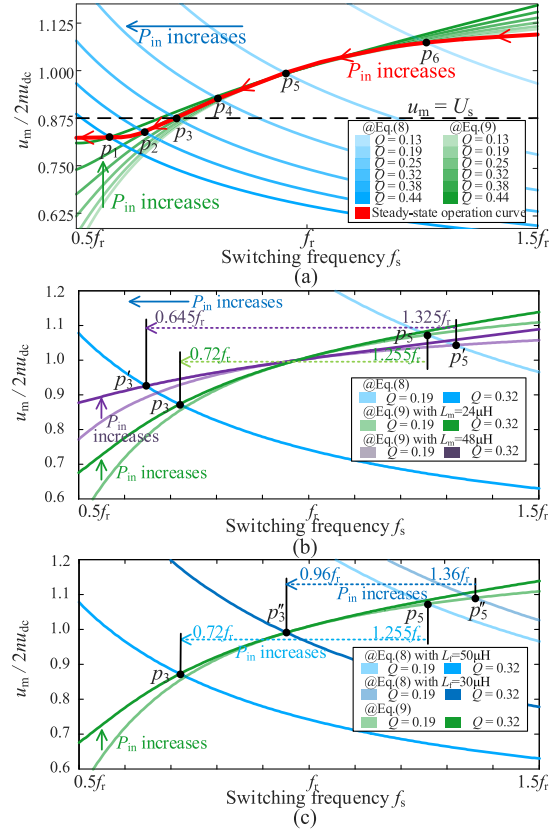 1.125
1.000
0.875
0.750
0.625
u_m / 2nu_dc
P_in increases
P_in increases
P_in increases
p_1
p_2
p_3
p_4
p_5
p_6
u_m = U_s
@Eq.(8) @Eq.(9)
Q = 0.13 Q = 0.13
Q = 0.19 Q = 0.19
Q = 0.25 Q = 0.25
Q = 0.32 Q = 0.32
Q = 0.38 Q = 0.38
Q = 0.44 Q = 0.44
Steady-state operation curve
0.5f_r f_r 1.5f_r
Switching frequency f_s
(a)
1.2
1.1
1.0
0.9
0.8
0.7
0.6
u_m / 2nu_dc
P_in increases
0.645f_r 1.325f_r
0.72f_r 1.255f_r
p_3'
p_3
p_5
p_5'
P_in increases
P_in increases
@Eq.(8)
Q = 0.19 Q = 0.32
@Eq.(9) with L_m=24μH
Q = 0.19 Q = 0.32
@Eq.(9) with L_m=48μH
Q = 0.19 Q = 0.32
0.5f_r f_r 1.5f_r
Switching frequency f_s
(b)
1.2
1.1
1.0
0.9
0.8
0.7
0.6
u_m / 2nu_dc
0.96f_r 1.36f_r
P_in increases
p_3''
p_5
p_5''
0.72f_r 1.255f_r
P_in increases
p_3
P_in increases
@Eq.(8) with L_r=50μH
Q = 0.19 Q = 0.32
@Eq.(8) with L_r=30μH
Q = 0.19 Q = 0.32
@Eq.(9)
Q = 0.19 Q = 0.32
0.5f_r f_r 1.5f_r
Switching frequency f_s
(c)